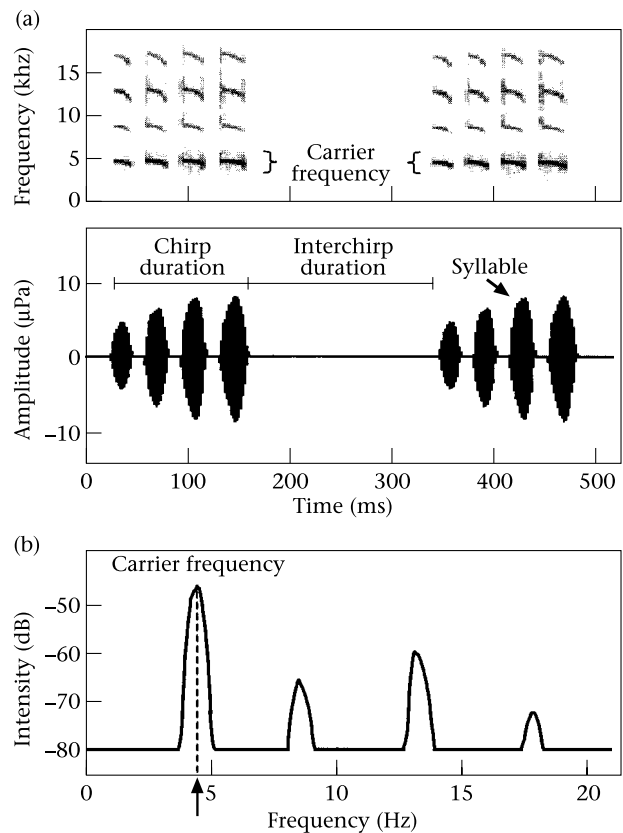 (a)
Frequency (khz)
15
10
5
0
Carrier
frequency
Amplitude (μPa)
10
0
−10
Chirp
duration
Interchirp
duration
Syllable
0
100
200
300
400
500
Time (ms)
(b)
Carrier frequency
Intensity (dB)
−50
−60
−70
−80
0
5
10
15
20
Frequency (Hz)